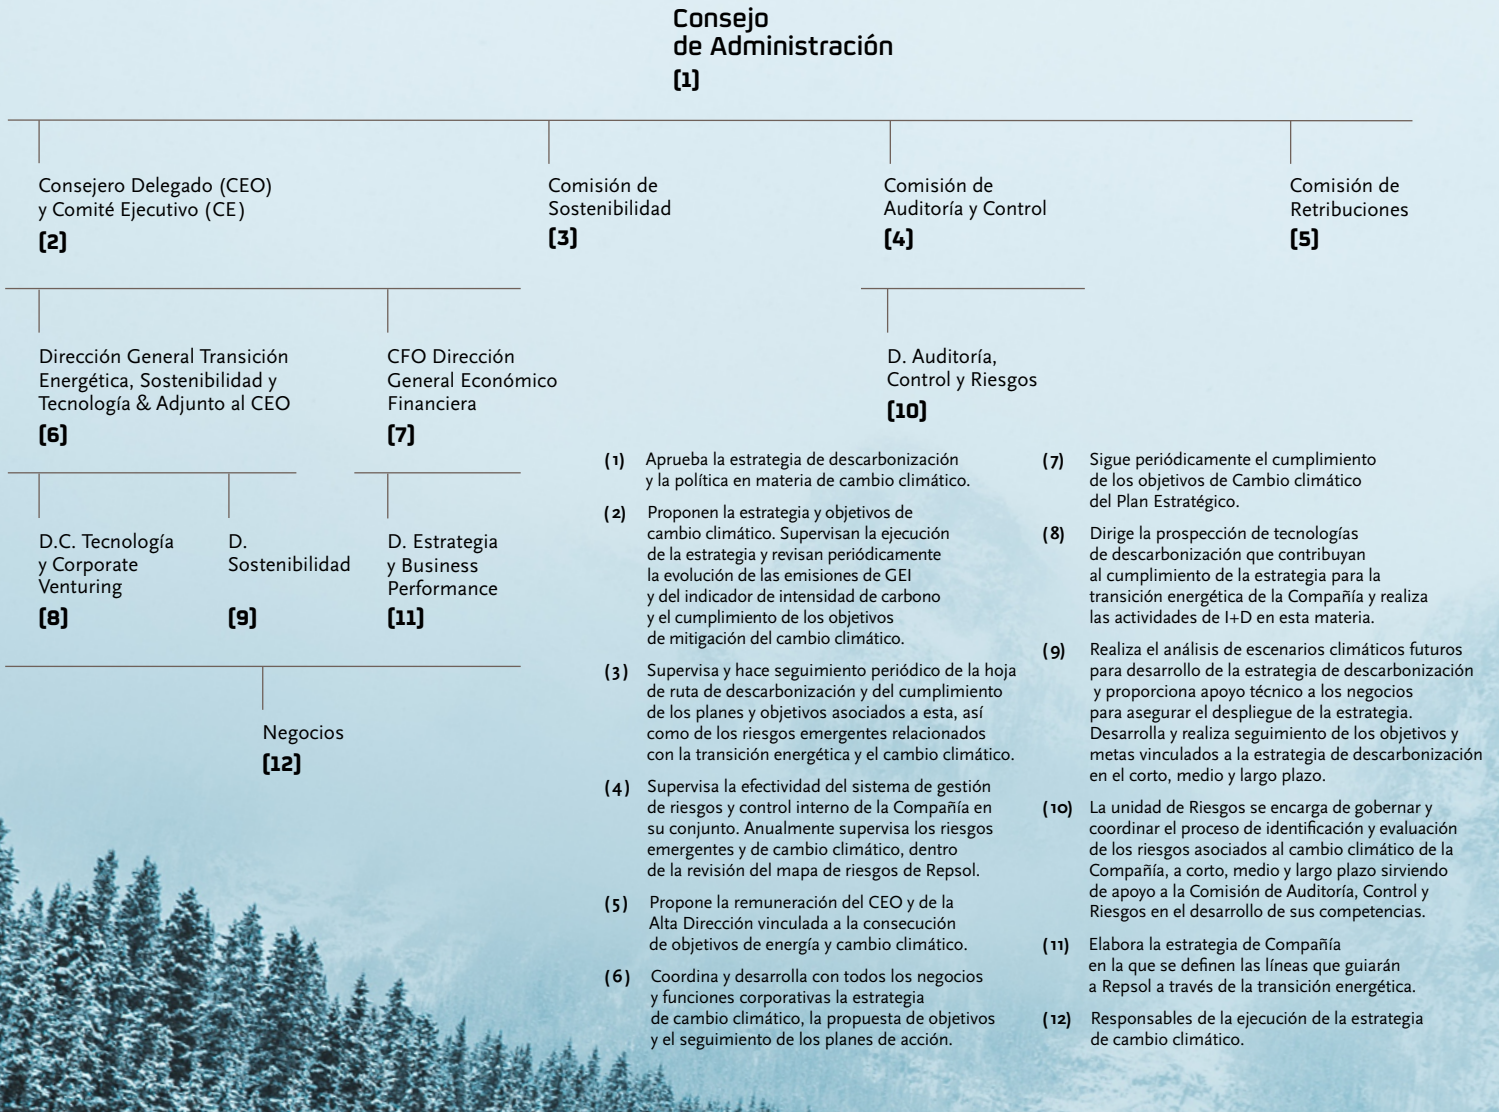 Consejo
de Administración
(1)
Consejero Delegado (CEO)
y Comité Ejecutivo (CE)
(2)
Comisión de
Sostenibilidad
(3)
Comisión de
Auditoría y Control
(4)
Comisión de
Retribuciones
(5)
Dirección General Transición
Energética, Sostenibilidad y
Tecnología & Adjunto al CEO
(6)
CFO Dirección
General Económico
Financiera
(7)
D. Auditoría,
Control y Riesgos
(10)
D.C. Tecnología
y Corporate
Venturing
(8)
D.
Sostenibilidad
(9)
D. Estrategia
y Business
Performance
(11)
Negocios
(12)
(1) Aprueba la estrategia de descarbonización
y la política en materia de cambio climático.
(2) Proponen la estrategia y objetivos de
cambio climático. Supervisan la ejecución
de la estrategia y revisan periódicamente
la evolución de las emisiones de GEI
y del indicador de intensidad de carbono
y el cumplimiento de los objetivos
de mitigación del cambio climático.
(3) Supervisa y hace seguimiento periódico de la hoja
de ruta de descarbonización y del cumplimiento
de los planes y objetivos asociados a esta, así
como de los riesgos emergentes relacionados
con la transición energética y el cambio climático.
(4) Supervisa la efectividad del sistema de gestión
de riesgos y control interno de la Compañía en
su conjunto. Anualmente supervisa los riesgos
emergentes y de cambio climático, dentro
de la revisión del mapa de riesgos de Repsol.
(5) Propone la remuneración del CEO y de la
Alta Dirección vinculada a la consecución
de objetivos de energía y cambio climático.
(6) Coordina y desarrolla con todos los negocios
y funciones corporativas la estrategia
de cambio climático, la propuesta de objetivos
y el seguimiento de los planes de acción.
(7) Sigue periódicamente el cumplimiento
de los objetivos de Cambio climático
del Plan Estratégico.
(8) Dirige la prospección de tecnologías
de descarbonización que contribuyan
al cumplimiento de la estrategia para la
transición energética de la Compañía y realiza
las actividades de I+D en esta materia.
(9) Realiza el análisis de escenarios climáticos futuros
para desarrollo de la estrategia de descarbonización
y proporciona apoyo técnico a los negocios
para asegurar el despliegue de la estrategia.
Desarrolla y realiza seguimiento de los objetivos y
metas vinculados a la estrategia de descarbonización
en el corto, medio y largo plazo.
(10) La unidad de Riesgos se encarga de gobernar y
coordinar el proceso de identificación y evaluación
de los riesgos asociados al cambio climático de la
Compañía, a corto, medio y largo plazo sirviendo
de apoyo a la Comisión de Auditoría, Control y
Riesgos en el desarrollo de sus competencias.
(11) Elabora la estrategia de Compañía
en la que se definen las líneas que guiarán
a Repsol a través de la transición energética.
(12) Responsables de la ejecución de la estrategia
de cambio climático.